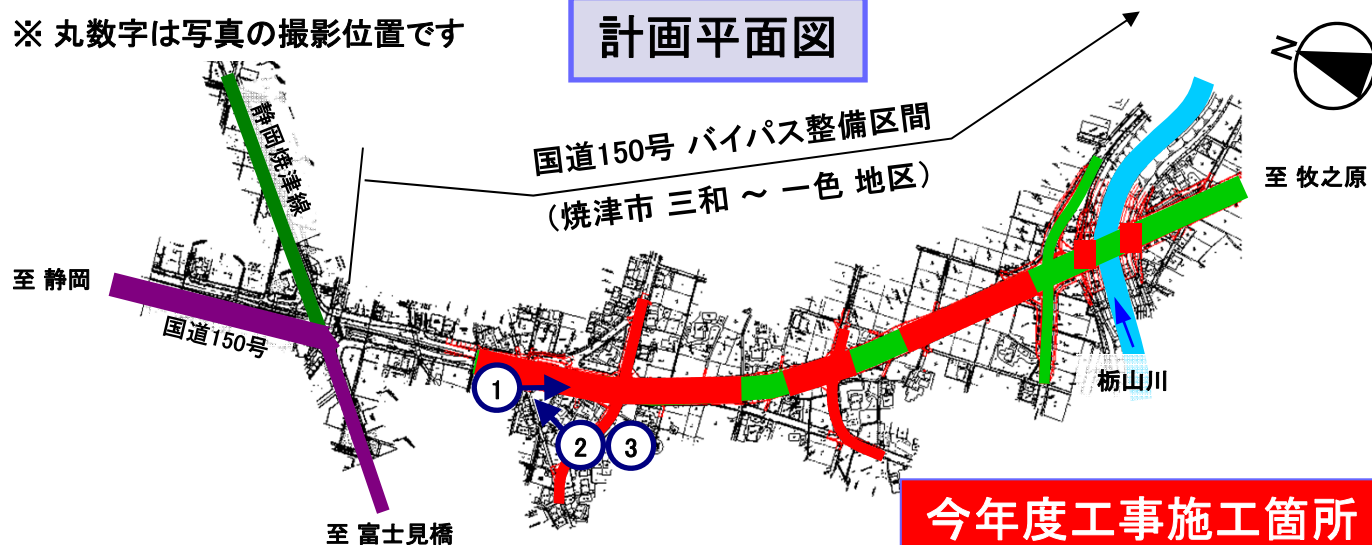 ※ 丸数字は写真の撮影位置です
計画平面図
N
静岡焼津線
国道150号 バイパス整備区間
(焼津市 三和 ~ 一色 地区)
至 牧之原
至 静岡
国道150号
栃山川
①
②
③
至 富士見橋
今年度工事施工箇所